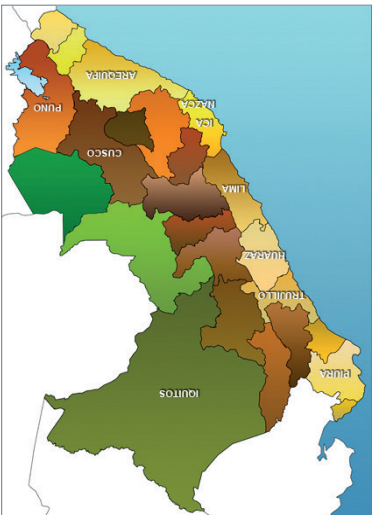 IQUITOS
PIURA
TRUJILLO
HUARAZ
LIMA
CUSCO
ICA
NAZCA
PUNO
AREQUIPA